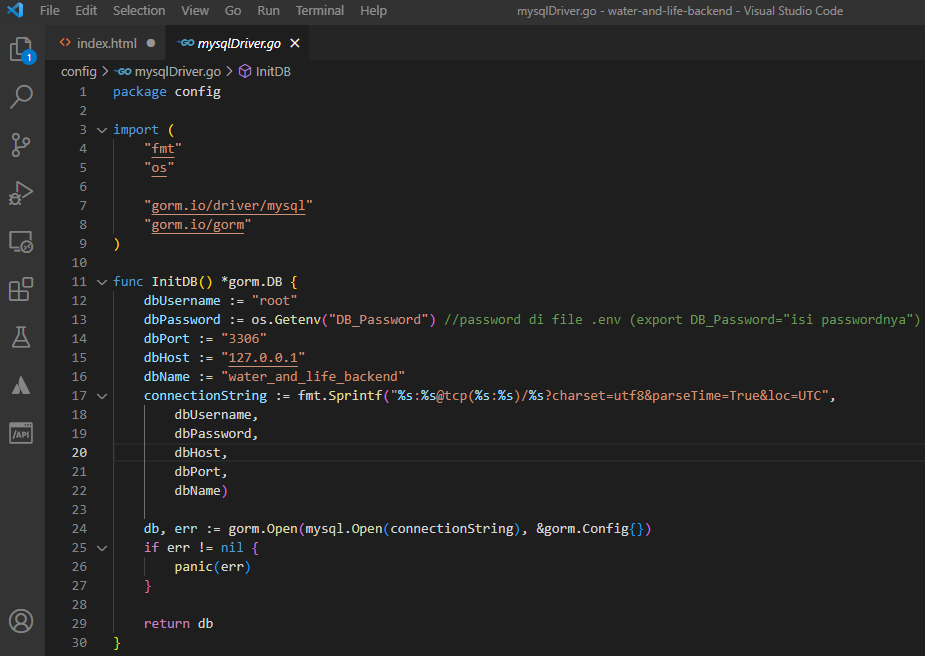 File Edit Selection View Go Run Terminal Help mysqlDriver.go - water-and-life-backend - Visual Studio Code
<> index.html ● GO mysqlDriver.go ×
config > GO mysqlDriver.go > InitDB
1 package config
2
3 import (
4 "fmt"
5 "os"
6
7 "gorm.io/driver/mysql"
8 "gorm.io/gorm"
9 )
10
11 func InitDB() *gorm.DB {
12 dbUsername := "root"
13 dbPassword := os.Getenv("DB_Password") //password di file .env (export DB_Password="isi passwordnya")
14 dbPort := "3306"
15 dbHost := "127.0.0.1"
16 dbName := "water_and_life_backend"
17 connectionString := fmt.Sprintf("%s:%s@tcp(%s:%s)/%s?charset=utf8&parseTime=True&loc=UTC",
18 dbUsername,
19 dbPassword,
20 dbHost,
21 dbPort,
22 dbName)
23
24 db, err := gorm.Open(mysql.Open(connectionString), &gorm.Config{})
25 if err != nil {
26 panic(err)
27 }
28
29 return db
30 }
1
/API